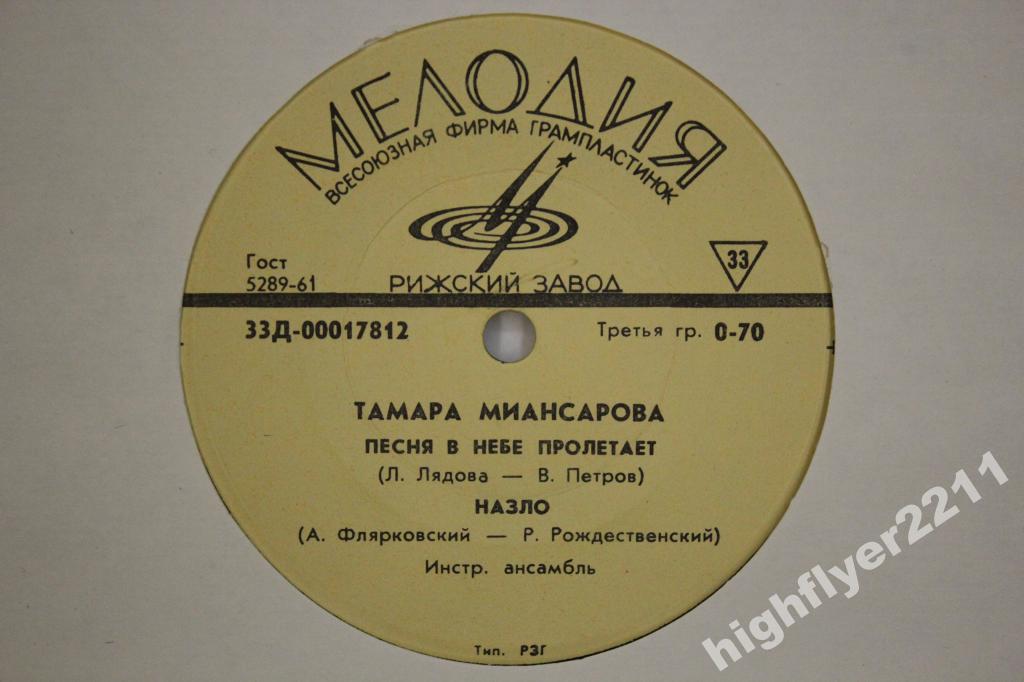 МЕЛОДИЯ
ВСЕСОЮЗНАЯ ФИРМА ГРАМПЛАСТИНОК
Гост
5289-61
РИЖСКИЙ ЗАВОД
33
33Д-00017812
Третья гр. 0-70
ТАМАРА МИАНСАРОВА
ПЕСНЯ В НЕБЕ ПРОЛЕТАЕТ
(Л. Лядова — В. Петров)
НАЗЛО
(А. Флярковский — Р. Рождественский)
Инстр. ансамбль
Тип. РЗГ
highflyer2211